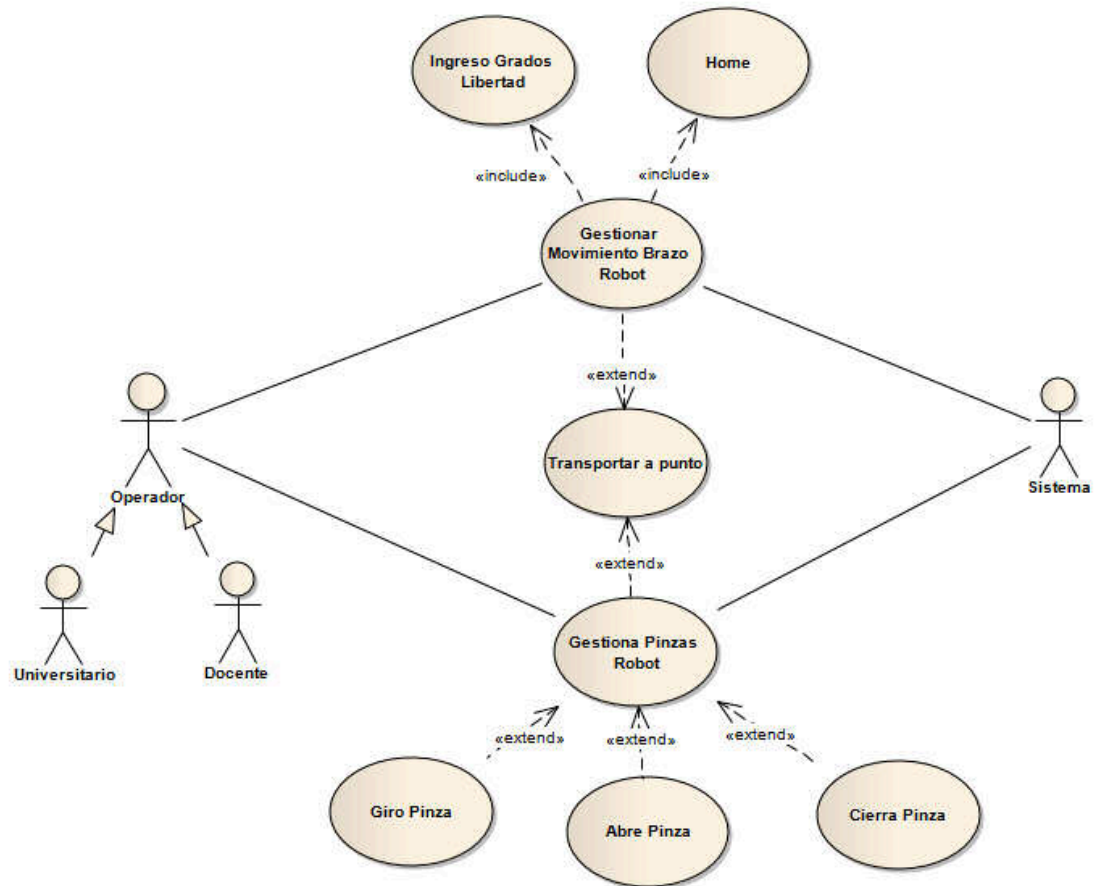 Ingreso Grados
Libertad
Home
«include»
«include»
Gestionar
Movimiento Brazo
Robot
«extend»
Transportar a punto
Operador
Sistema
«extend»
Gestiona Pinzas
Robot
Universitario
Docente
«extend»
«extend»
«extend»
Giro Pinza
Abre Pinza
Cierra Pinza